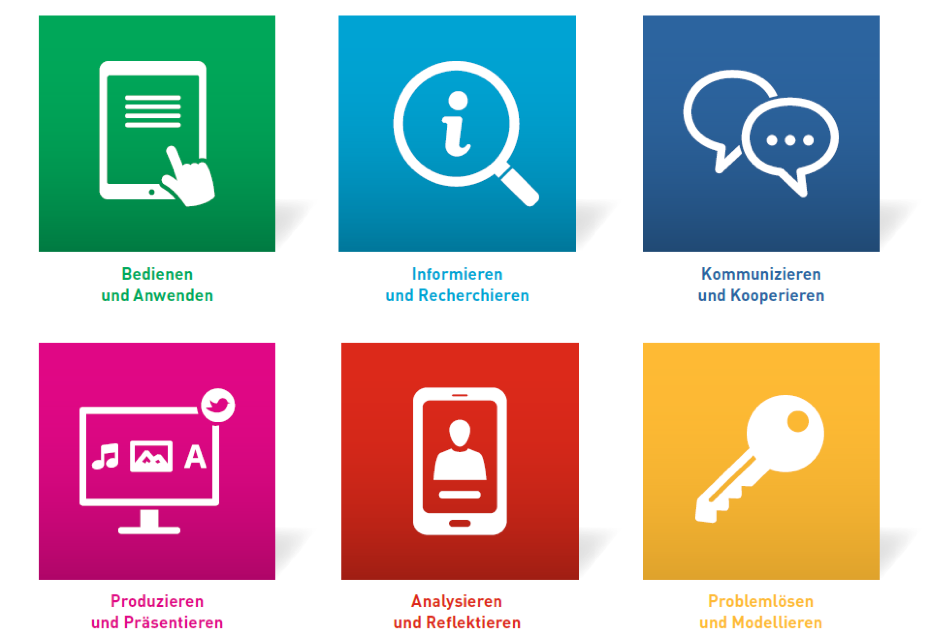 Bedienen
und Anwenden
Informieren
und Recherchieren
Kommunizieren
und Kooperieren
A
Produzieren
und Präsentieren
Analysieren
und Reflektieren
Problemlösen
und Modellieren